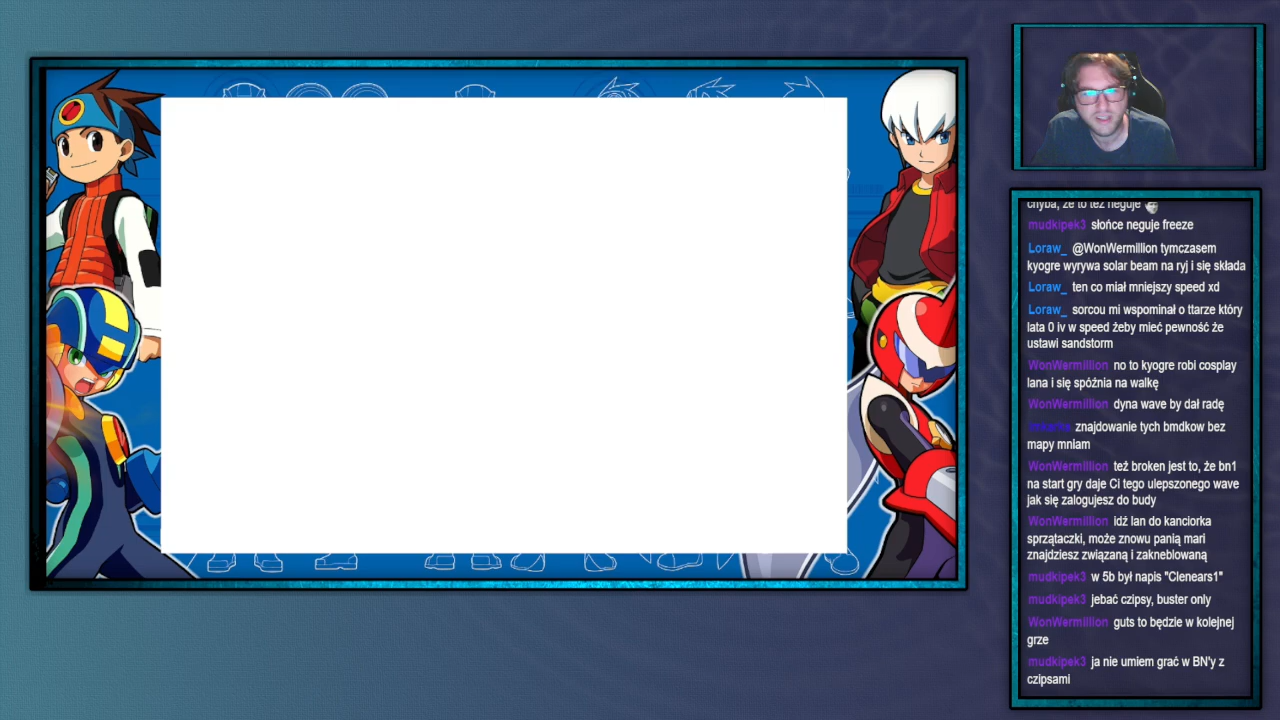 chyba, że to też neguje
mudkipek3 słońce neguje freeze
Loraw_ @WonWermillion tymczasem
kyogre wyrywa solar beam na ryj i się składa
Loraw_ ten co miał mniejszy speed xd
Loraw_ sorcou mi wspominał o ttarze który
lata 0 iv w speed żeby mieć pewność że
ustawi sandstorm
WonWermillion no to kyogre robi cosplay
lana i się spóźnia na walkę
WonWermillion dyna wave by dał radę
znajdowanie tych bmdkow bez
mapy mniam
WonWermillion też broken jest to, że bn1
na start gry daje Ci tego ulepszonego wave
jak się zalogujesz do budy
WonWermillion idź lan do kanciorka
sprzątaczki, może znowu panią mari
znajdziesz związaną i zakneblowaną
mudkipek3 w 5b był napis "Clenears1"
mudkipek3 jebać czipsy, buster only
WonWermillion guts to będzie w kolejnej
grze
mudkipek3 ja nie umiem grać w BN'y z
czipsami